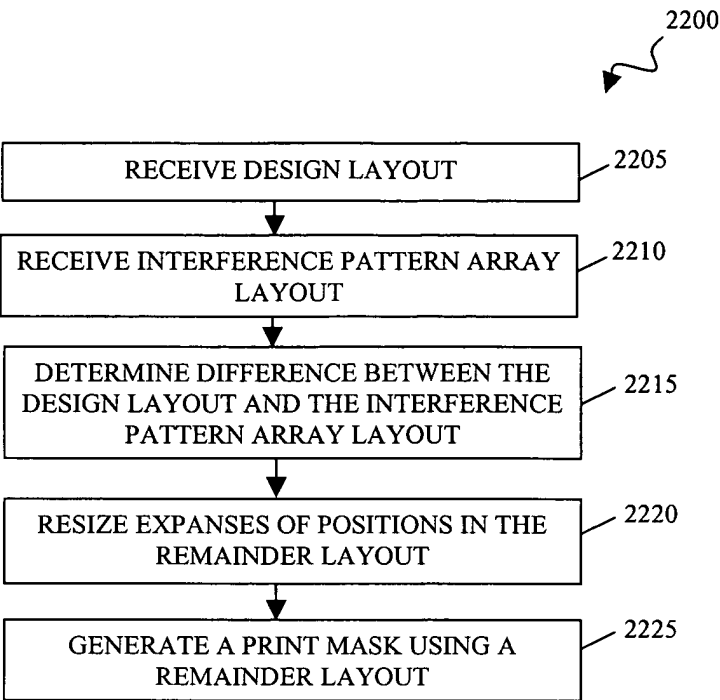 2200
RECEIVE DESIGN LAYOUT
2205
RECEIVE INTERFERENCE PATTERN ARRAY
LAYOUT
2210
DETERMINE DIFFERENCE BETWEEN THE
DESIGN LAYOUT AND THE INTERFERENCE
PATTERN ARRAY LAYOUT
2215
RESIZE EXPANSES OF POSITIONS IN THE
REMAINDER LAYOUT
2220
GENERATE A PRINT MASK USING A
REMAINDER LAYOUT
2225